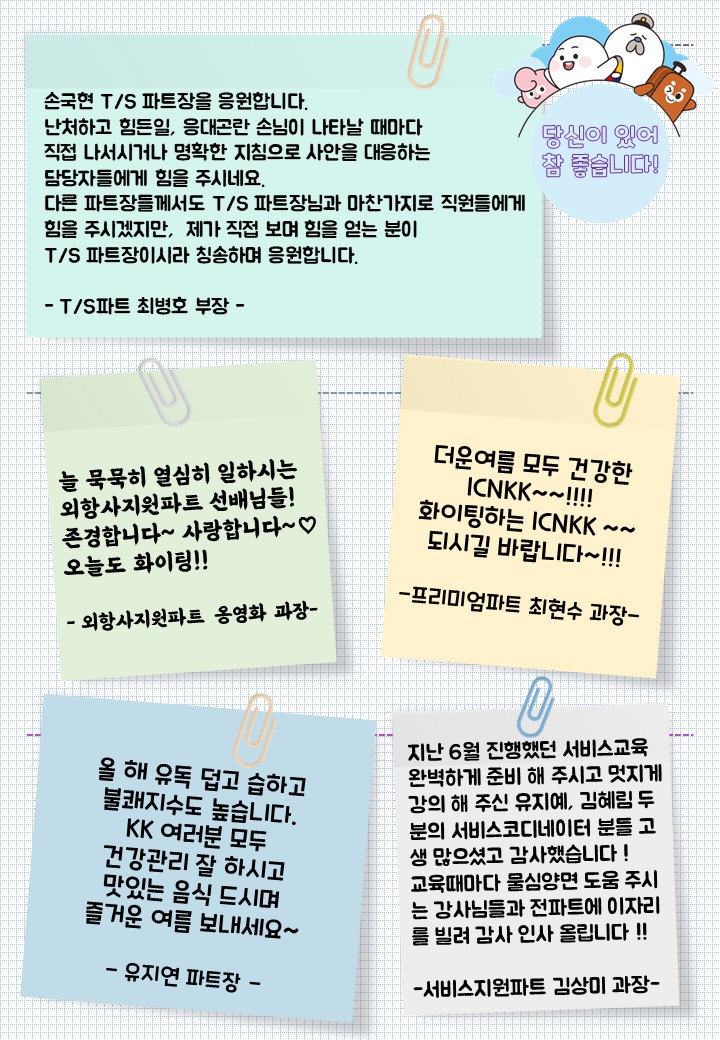 손국현 T/S 파트장을 응원합니다.
난처하고 힘든일, 응대곤란 손님이 나타날 때마다
직접 나서시거나 명확한 지침으로 사안을 대응하는
담당자들에게 힘을 주시네요.
다른 파트장들께서도 T/S 파트장님과 마찬가지로 직원들에게
힘을 주시겠지만, 제가 직접 보며 힘을 얻는 분이
T/S 파트장이시라 칭송하며 응원합니다.
- T/S파트 최병호 부장 -
당신이 있어
참 좋습니다!
늘 묵묵히 열심히 일하시는
외항사지원파트 선배님들!
존경합니다~ 사랑합니다~♡
오늘도 화이팅!!
- 외항사지원파트 옹영화 과장-
더운여름 모두 건강한
ICNKK~~!!!!
화이팅하는 ICNKK ~~
되시길 바랍니다~!!!
-프리미엄파트 최현수 과장-
올 해 유독 덥고 습하고
불쾌지수도 높습니다.
KK 여러분 모두
건강관리 잘 하시고
맛있는 음식 드시며
즐거운 여름 보내세요~
- 유지연 파트장 -
지난 6월 진행했던 서비스교육
완벽하게 준비 해 주시고 멋지게
강의 해 주신 유지예, 김혜림 두
분의 서비스코디네이터 분들 고
생 많으셨고 감사했습니다 !
교육때마다 물심양면 도움 주시
는 강사님들과 전파트에 이자리
를 빌려 감사 인사 올립니다 !!
-서비스지원파트 김상미 과장-